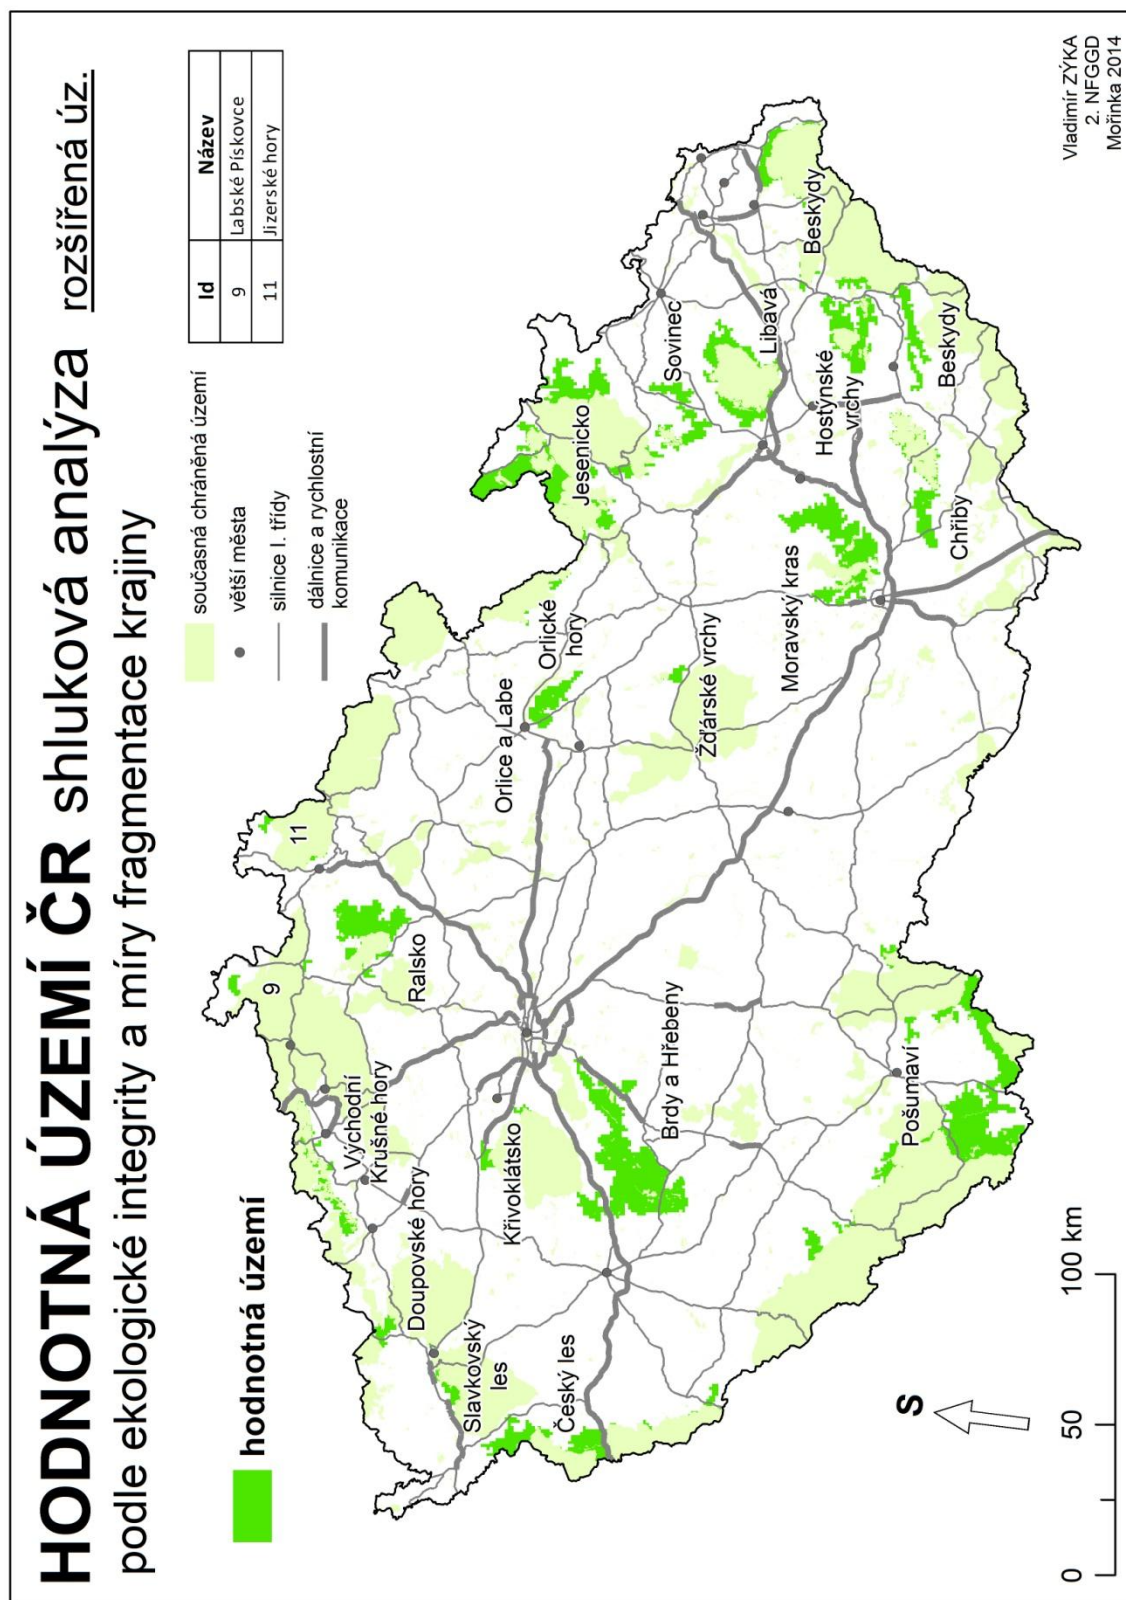 HODNOTNÁ ÚZEMÍ ČR shluková analýza rozšířená úz.
podle ekologické integrity a míry fragmentace krajiny
hodnotná území
současná chráněná území
větší města
silnice I. třídy
dálnice a rychlostní
komunikace
Id Název
9 Labské Pískovce
11 Jizerské hory
9
11
Východní
Krušné hory
Ralsko
Doupovské hory
Slavkovský
les
Křivoklátsko
Český les
Brdy a Hřebeny
Pošumaví
Orlice a Labe
Orlické
hory
Žďárské vrchy
Moravský kras
Jesenicko
Sovinec
Libavá
Hostýnské
vrchy
Chřiby
Beskydy
Beskydy
S
0 50 100 km
Vladimír ZÝKA
2. NFGGD
Mořinka 2014